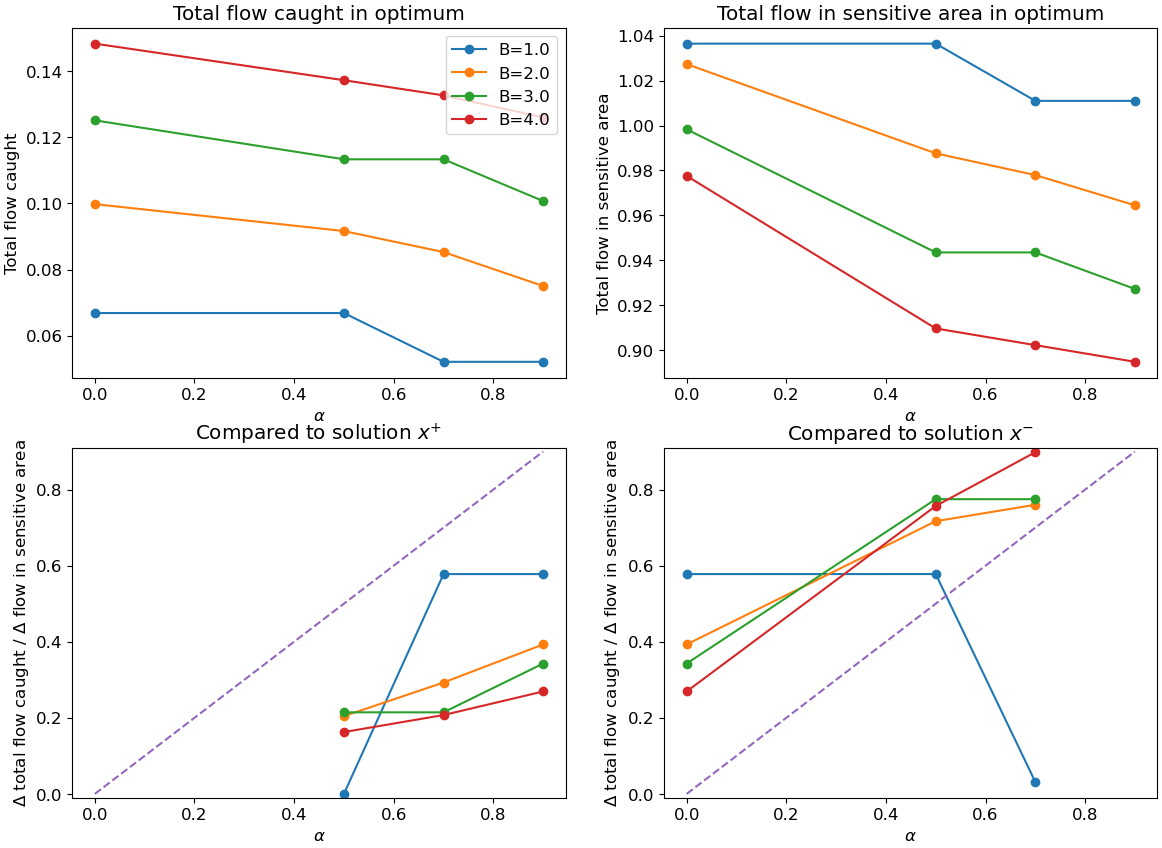 Total flow caught in optimum
Total flow caught
0.14
0.12
0.10
0.08
0.06
B=1.0
B=2.0
B=3.0
B=4.0
0.0 0.2 0.4 0.6 0.8
α
Total flow in sensitive area in optimum
Total flow in sensitive area
1.04
1.02
1.00
0.98
0.96
0.94
0.92
0.90
0.0 0.2 0.4 0.6 0.8
α
Compared to solution x⁺
Δ total flow caught / Δ flow in sensitive area
0.8
0.6
0.4
0.2
0.0
0.0 0.2 0.4 0.6 0.8
α
Compared to solution x⁻
Δ total flow caught / Δ flow in sensitive area
0.8
0.6
0.4
0.2
0.0
0.0 0.2 0.4 0.6 0.8
α